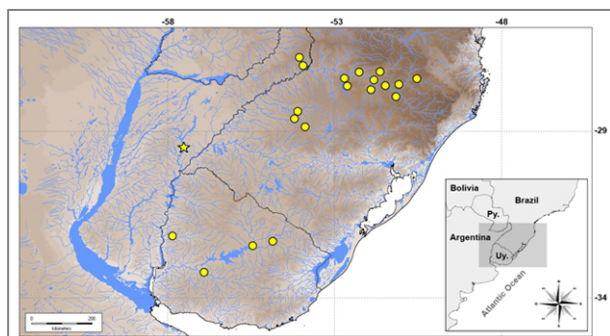 -58
-53
-48
-29
-34
0
200
kilometers
Bolivia
Brazil
Py.
Argentina
Uy.
Atlantic Ocean